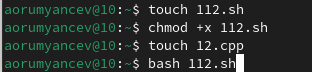 aorumyancev@10:~$ touch 112.sh
aorumyancev@10:~$ chmod +x 112.sh
aorumyancev@10:~$ touch 12.cpp
aorumyancev@10:~$ bash 112.sh